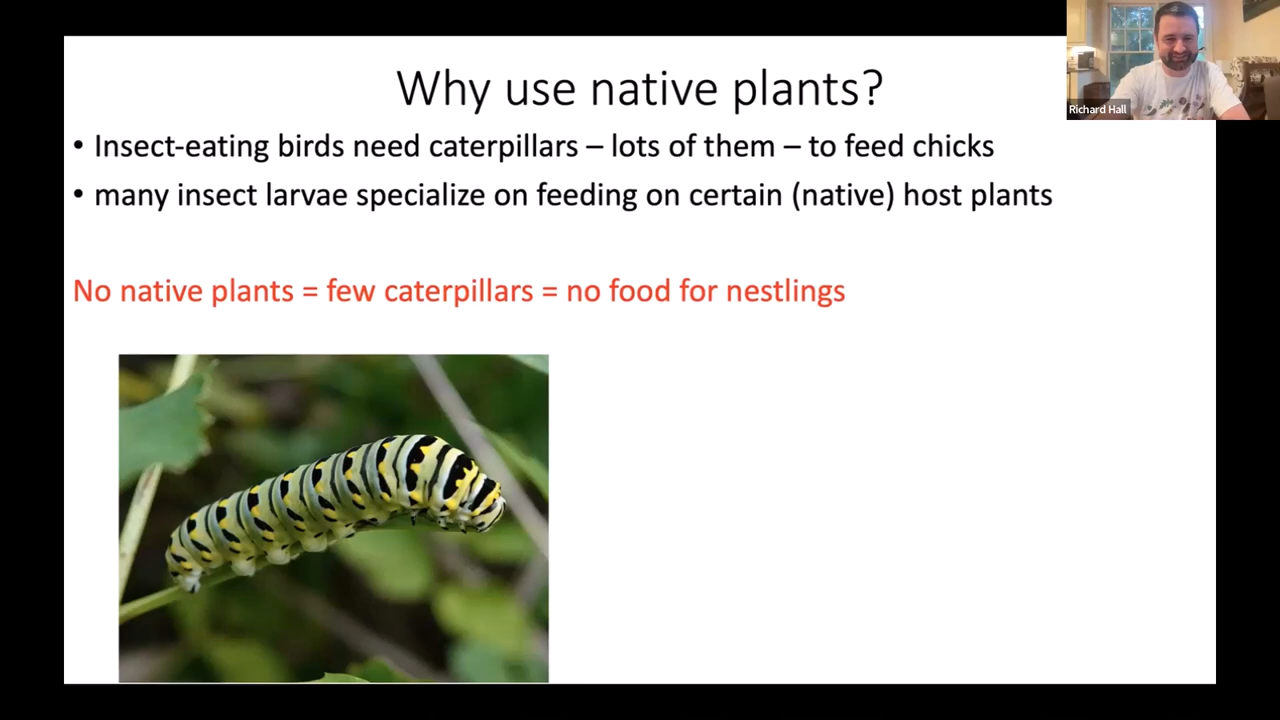 Why use native plants?
• Insect-eating birds need caterpillars – lots of them – to feed chicks
• many insect larvae specialize on feeding on certain (native) host plants
No native plants = few caterpillars = no food for nestlings
Richard Hall